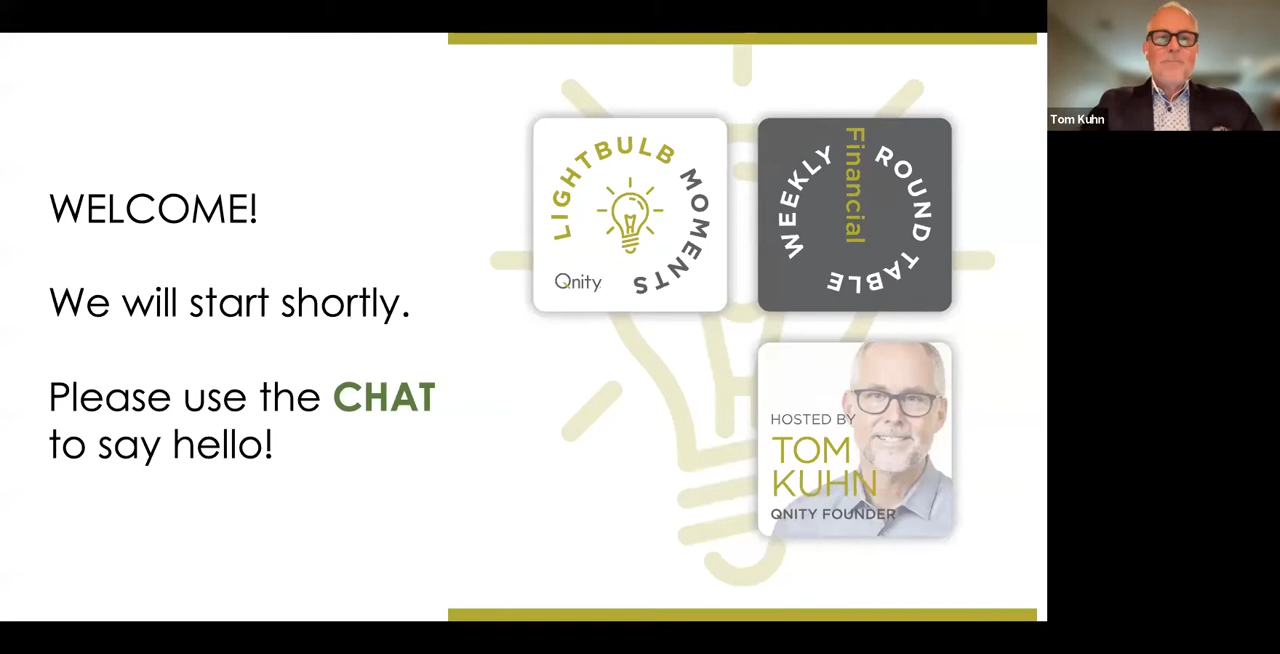 WELCOME!
We will start shortly.
Please use the CHAT
to say hello!
LIGHTBULB MOMENTS
Qnity
WEEKLY ROUND TABLE
Financial
HOSTED BY
TOM
KUHN
QNITY FOUNDER
Tom Kuhn